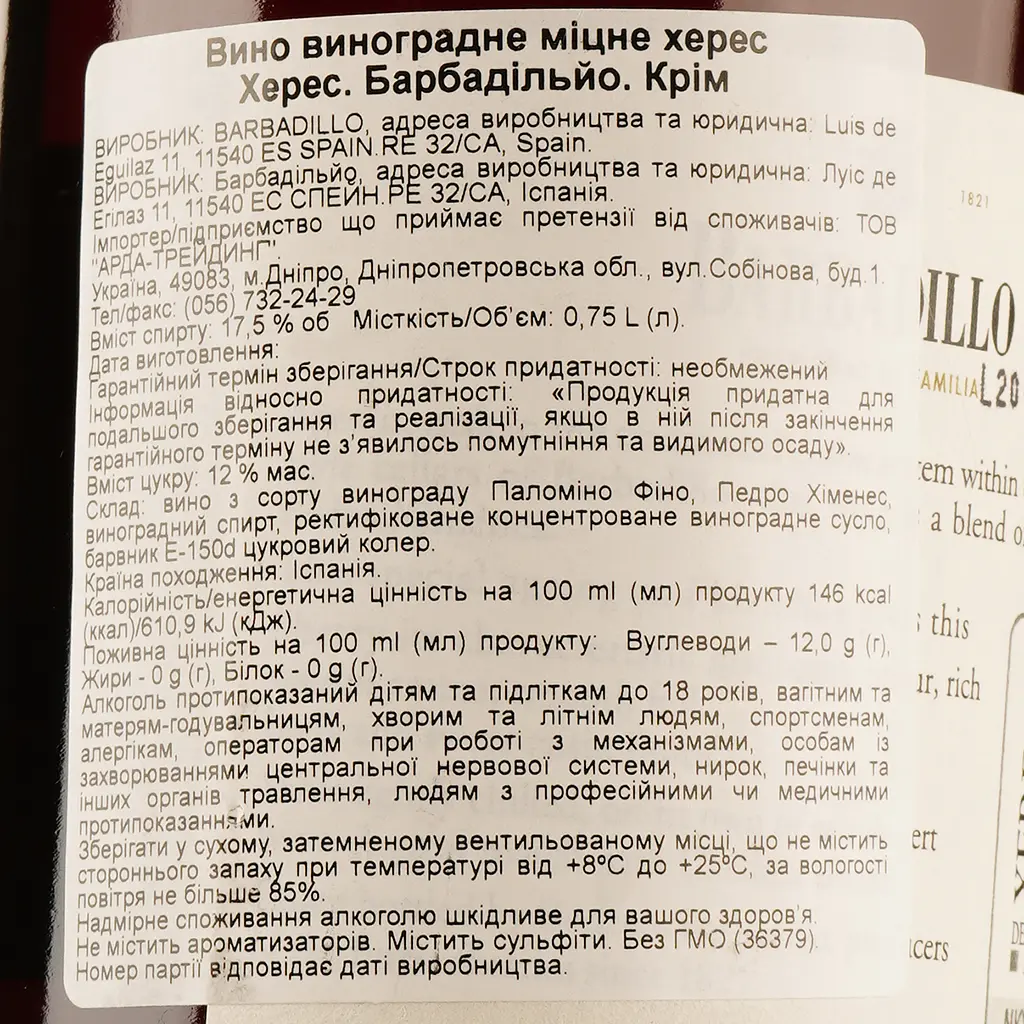 Вино виноградне міцне херес
Херес. Барбадільйо. Крім
ВИРОБНИК: BARBADILLO, адреса виробництва та юридична: Luis de
Eguilaz 11, 11540 ES SPAIN.RE 32/CA, Spain.
ВИРОБНИК: Барбадільйо, адреса виробництва та юридична: Луіс де
Егілаз 11, 11540 ЕС СПЕЙН.РЕ 32/СА, Іспанія.
Імпортер/підприємство що приймає претензії від споживачів: ТОВ
"АРДА-ТРЕЙДИНГ".
Україна, 49083, м.Дніпро, Дніпропетровська обл., вул.Собінова, буд.1.
Тел/факс: (056) 732-24-29
Вміст спирту: 17,5 % об Місткість/Об'єм: 0,75 L (л).
Дата виготовлення:
Гарантійний термін зберігання/Строк придатності: необмежений
Інформація відносно придатності: «Продукція придатна для
подальшого зберігання та реалізації, якщо в ній після закінчення
гарантійного терміну не з'явилось помутніння та видимого осаду».
Вміст цукру: 12 % мас.
Склад: вино з сорту винограду Паломіно Фіно, Педро Хіменес,
виноградний спирт, ректифіковане концентроване виноградне сусло,
барвник Е-150d цукровий колер.
Країна походження: Іспанія.
Калорійність/енергетична цінність на 100 ml (мл) продукту 146 kcal
(ккал)/610,9 kJ (кДж).
Поживна цінність на 100 ml (мл) продукту: Вуглеводи – 12,0 g (г),
Жири - 0 g (г), Білок - 0 g (г).
Алкоголь протипоказаний дітям та підліткам до 18 років, вагітним та
матерям-годувальницям, хворим та літнім людям, спортсменам,
алергікам, операторам при роботі з механізмами, особам із
захворюваннями центральної нервової системи, нирок, печінки та
інших органів травлення, людям з професійними чи медичними
протипоказаннями.
Зберігати у сухому, затемненому вентильованому місці, що не містить
стороннього запаху при температурі від +8ºС до +25ºС, за вологості
повітря не більше 85%.
Надмірне споживання алкоголю шкідливе для вашого здоров'я.
Не містить ароматизаторів. Містить сульфіти. Без ГМО (36379).
Номер партії відповідає даті виробництва.
1821
DILLO
FAMILIA L20
within
a blend
this
rich